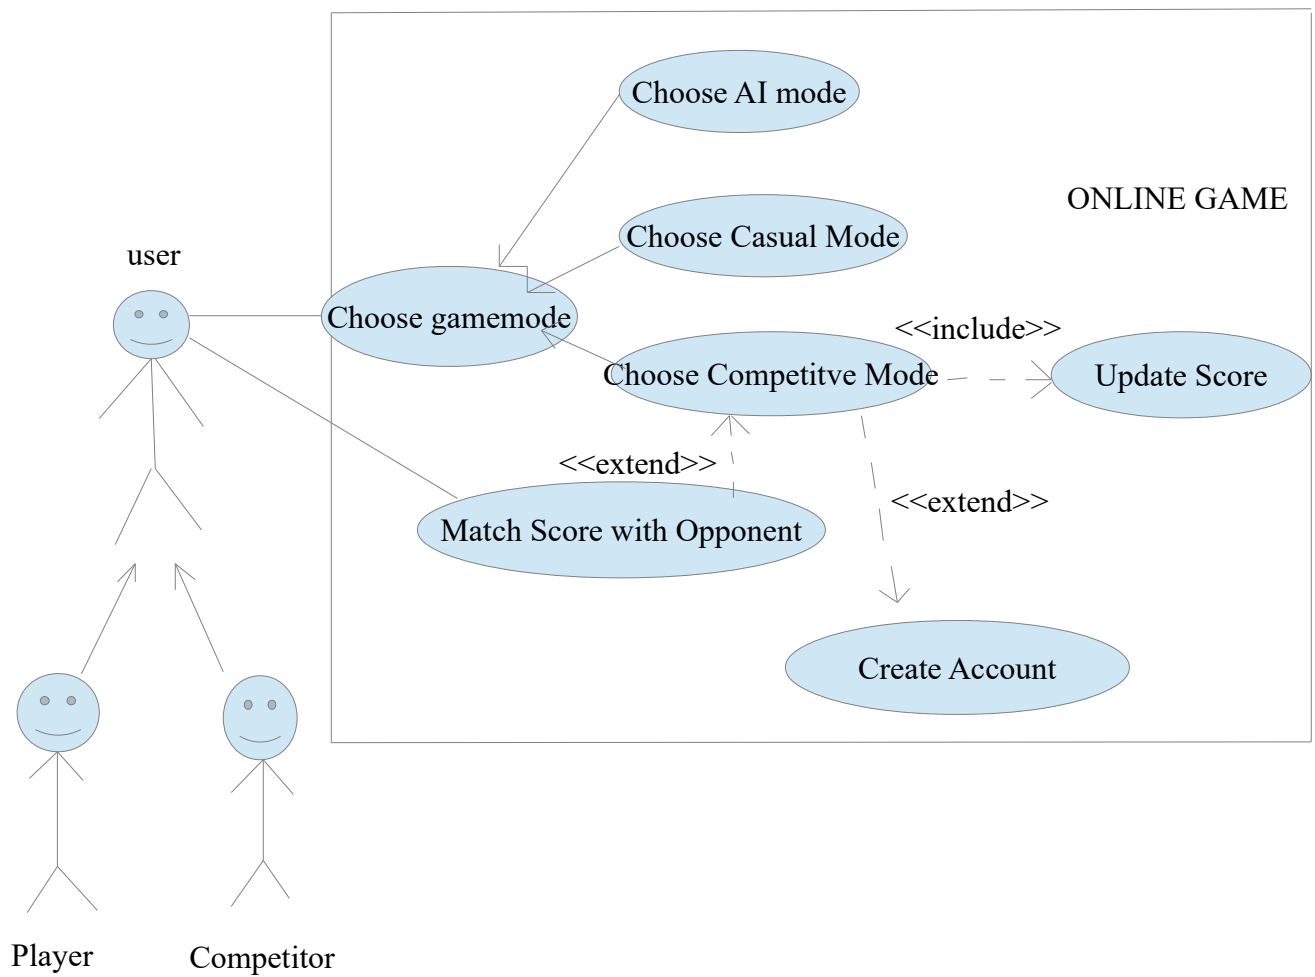 Choose AI mode
ONLINE GAME
Choose Casual Mode
user
Choose gamemode
<<include>>
Choose Competitve Mode
Update Score
<<extend>>
<<extend>>
Match Score with Opponent
Create Account
Player
Competitor